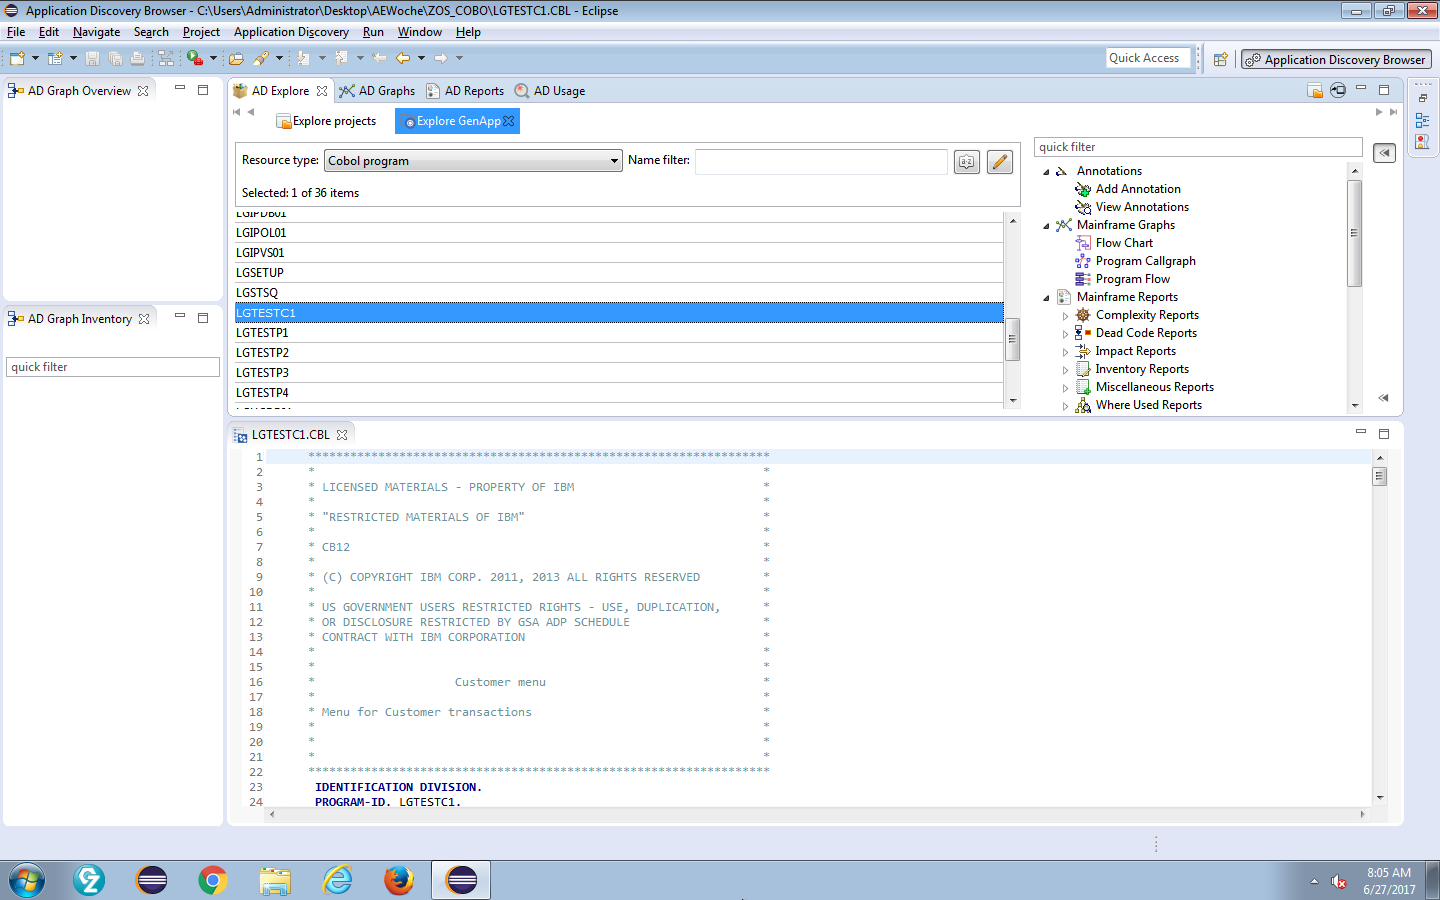 Application Discovery Browser - C:\Users\Administrator\Desktop\AEWoche\ZOS_COBO\LGTESTC1.CBL - Eclipse
File Edit Navigate Search Project Application Discovery Run Window Help
Quick Access
Application Discovery Browser
AD Graph Overview
AD Graph Inventory
quick filter
AD Explore AD Graphs AD Reports AD Usage
Explore projects Explore GenApp
Resource type: Cobol program Name filter:
a-z
Selected: 1 of 36 items
LGIPDB01
LGIPOL01
LGIPVS01
LGSETUP
LGSTSQ
LGTESTC1
LGTESTP1
LGTESTP2
LGTESTP3
LGTESTP4
quick filter
Annotations
Add Annotation
View Annotations
Mainframe Graphs
Flow Chart
Program Callgraph
Program Flow
Mainframe Reports
Complexity Reports
Dead Code Reports
Impact Reports
Inventory Reports
Miscellaneous Reports
Where Used Reports
LGTESTC1.CBL
1 ******************************************************************
2 * *
3 * LICENSED MATERIALS - PROPERTY OF IBM *
4 * *
5 * "RESTRICTED MATERIALS OF IBM" *
6 * *
7 * CB12 *
8 * *
9 * (C) COPYRIGHT IBM CORP. 2011, 2013 ALL RIGHTS RESERVED *
10 * *
11 * US GOVERNMENT USERS RESTRICTED RIGHTS - USE, DUPLICATION, *
12 * OR DISCLOSURE RESTRICTED BY GSA ADP SCHEDULE *
13 * CONTRACT WITH IBM CORPORATION *
14 * *
15 * *
16 * Customer menu *
17 * *
18 * Menu for Customer transactions *
19 * *
20 * *
21 * *
22 ******************************************************************
23 IDENTIFICATION DIVISION.
24 PROGRAM-ID. LGTESTC1.
8:05 AM
6/27/2017